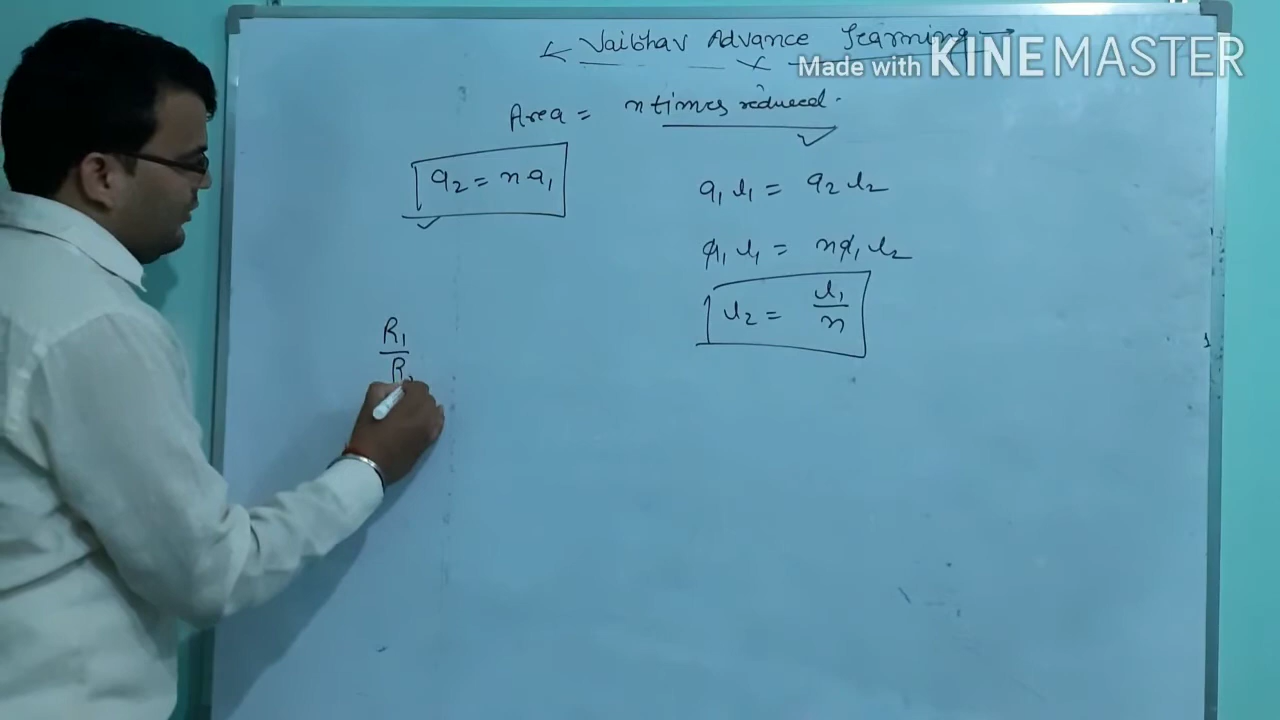 ← Vaibhav Advance Learning →
Made with KINEMASTER
Area = n times reduced.
a₂ = n a₁
a₁ l₁ = a₂ l₂
a₁ l₁ = n a₁ l₂
l₂ = l₁/n
R₁/R₂